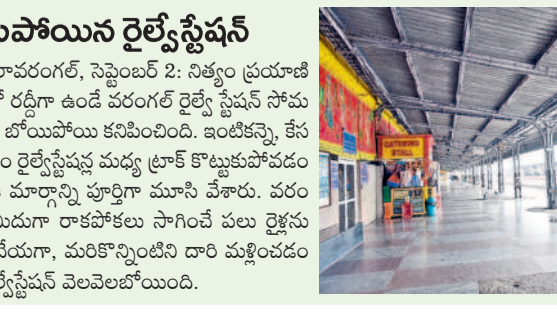 పోయిన రైల్వేస్టేషన్
వరంగల్, సెప్టెంబర్ 2: నిత్యం ప్రయాణి
రద్దీగా ఉండే వరంగల్ రైల్వే స్టేషన్ సోమ
బోయిపోయి కనిపించింది. ఇంటికన్నె, కేస
రైల్వేస్టేషన్ల మధ్య ట్రాక్ కొట్టుకుపోవడం
మార్గాన్ని పూర్తిగా మూసి వేశారు. వరం
మీదుగా రాకపోకలు సాగించే పలు రైళ్లను
చేయగా, మరికొన్నింటిని దారి మళ్లించడం
ల్వేస్టేషన్ వెలవెలబోయింది.
CATERING
STALL